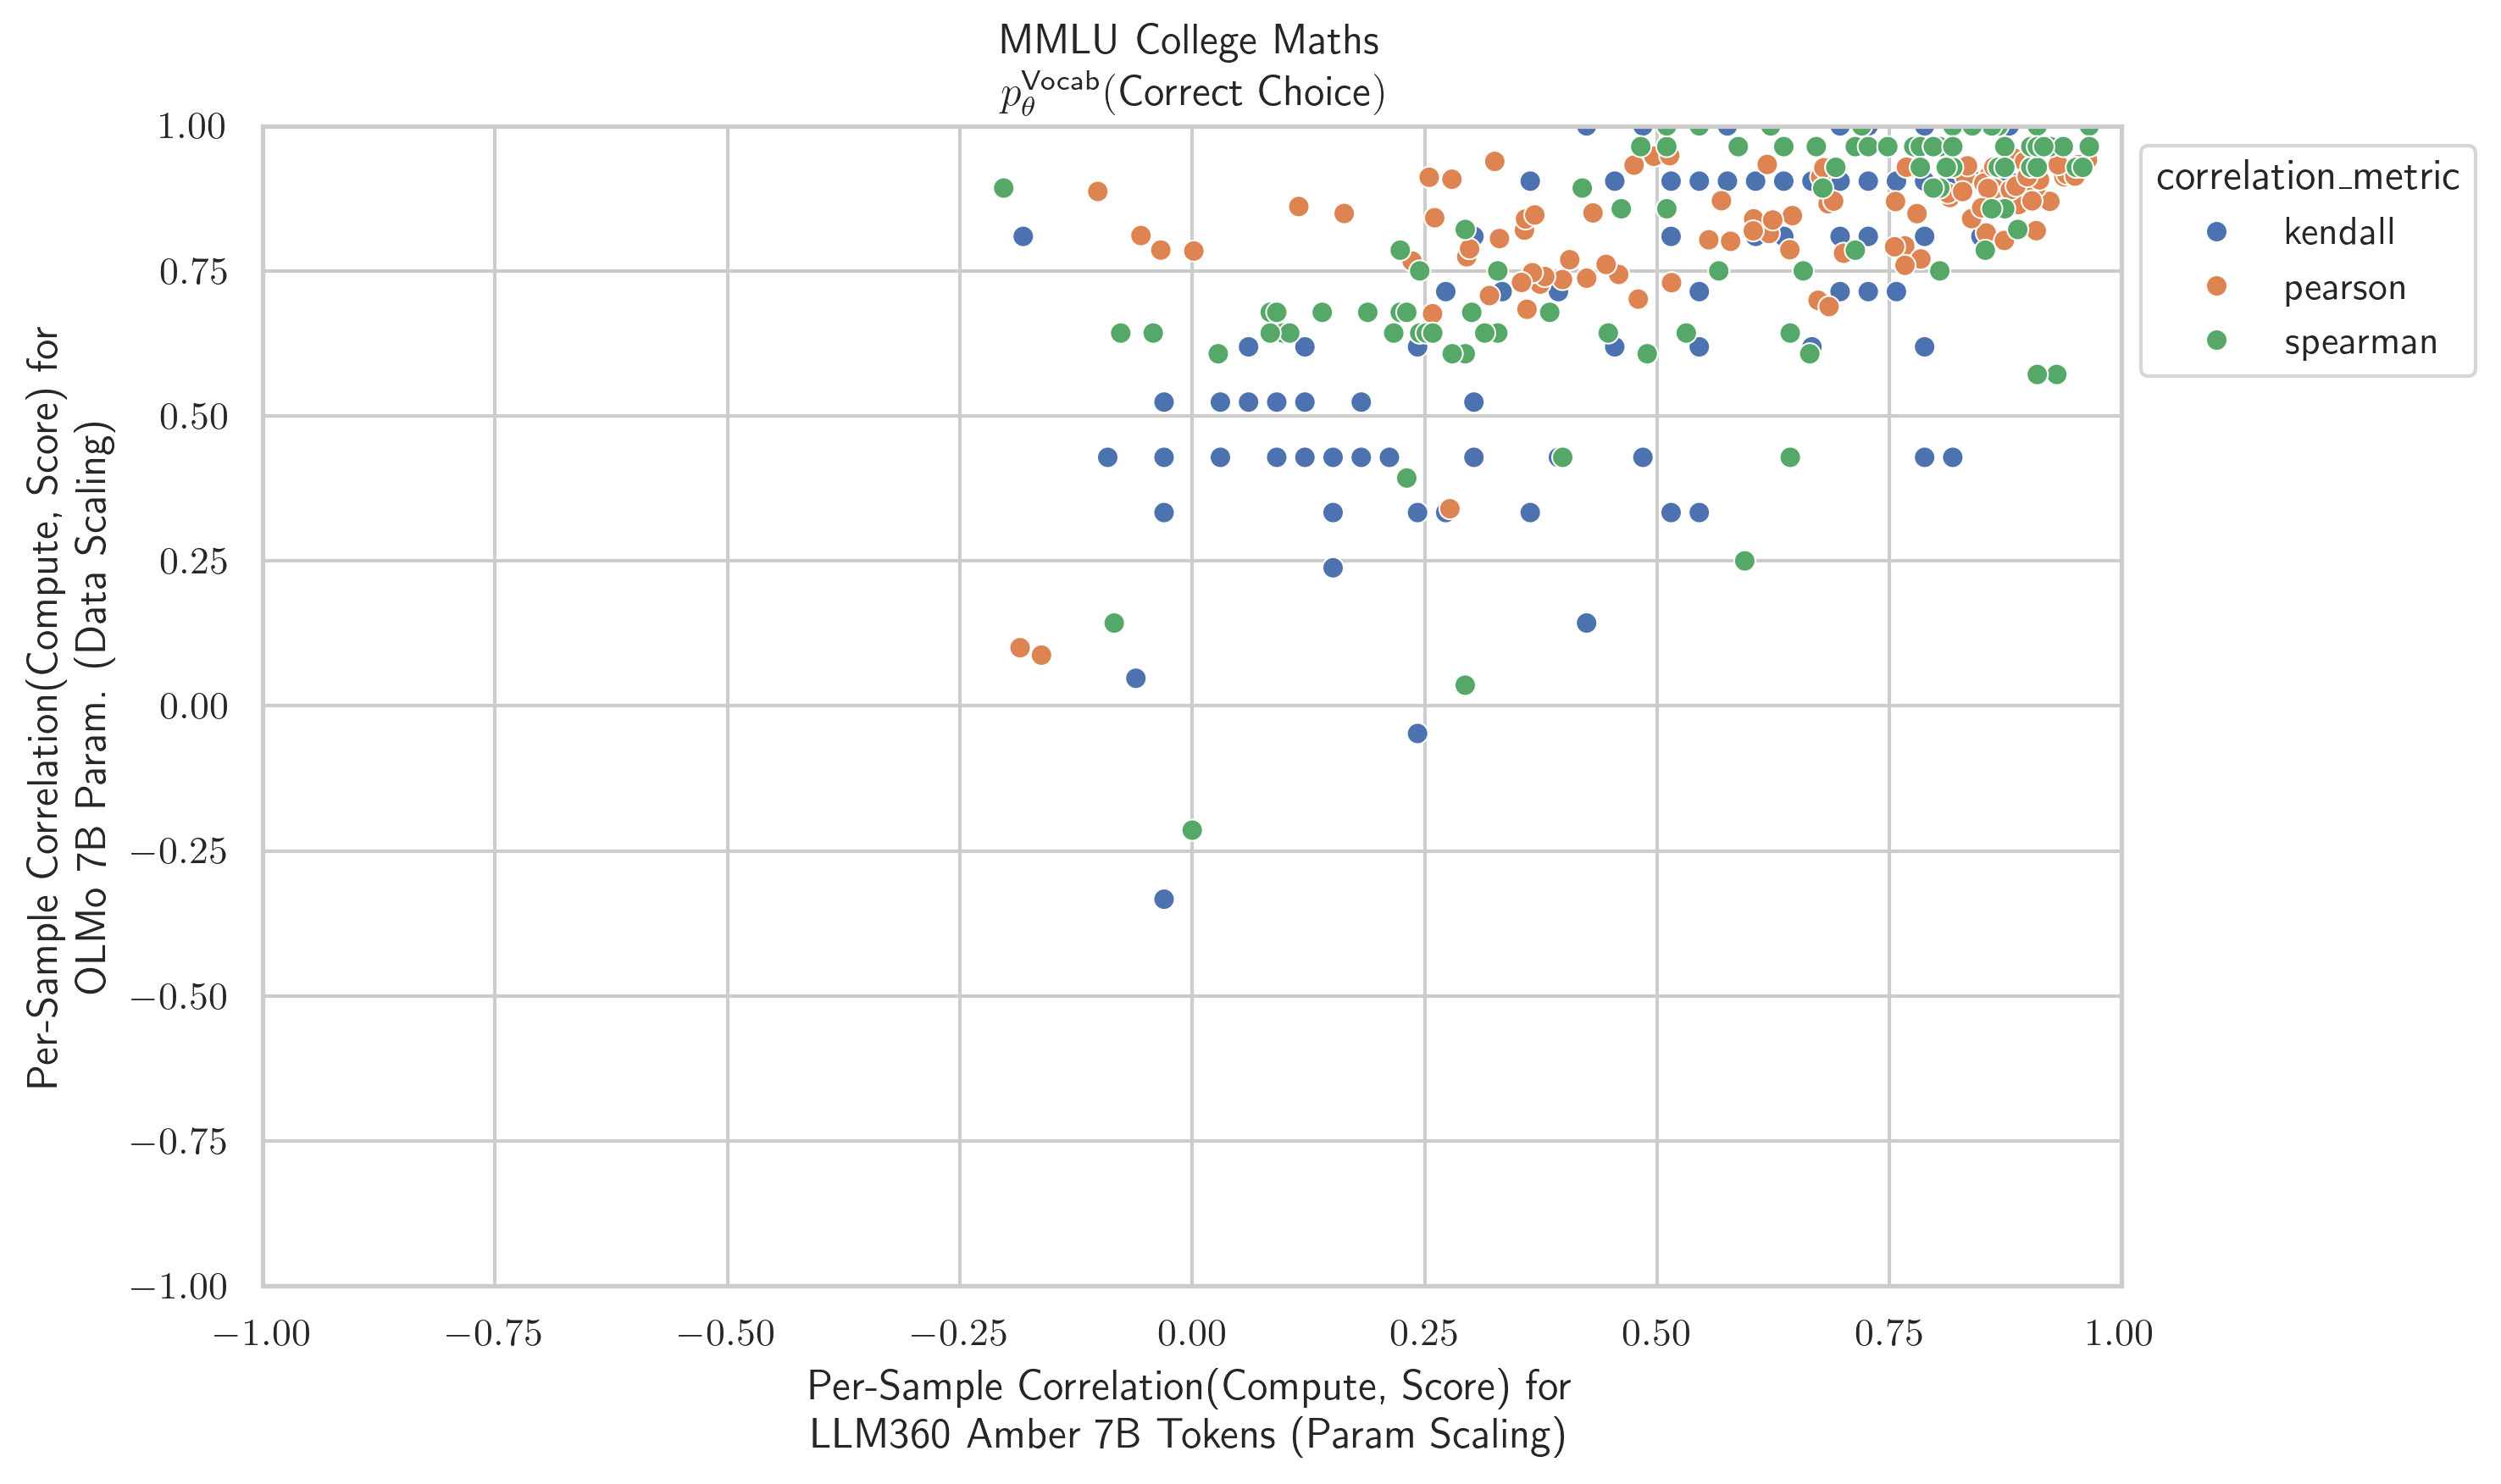 MMLU College Maths
p_θ^Vocab(Correct Choice)
1.00
0.75
0.50
0.25
0.00
−0.25
−0.50
−0.75
−1.00
Per-Sample Correlation(Compute, Score) for
OLMo 7B Param. (Data Scaling)
−1.00
−0.75
−0.50
−0.25
0.00
0.25
0.50
0.75
1.00
Per-Sample Correlation(Compute, Score) for
LLM360 Amber 7B Tokens (Param Scaling)
correlation_metric
kendall
pearson
spearman